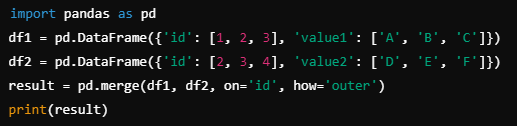 import pandas as pd
df1 = pd.DataFrame({'id': [1, 2, 3], 'value1': ['A', 'B', 'C']})
df2 = pd.DataFrame({'id': [2, 3, 4], 'value2': ['D', 'E', 'F']})
result = pd.merge(df1, df2, on='id', how='outer')
print(result)